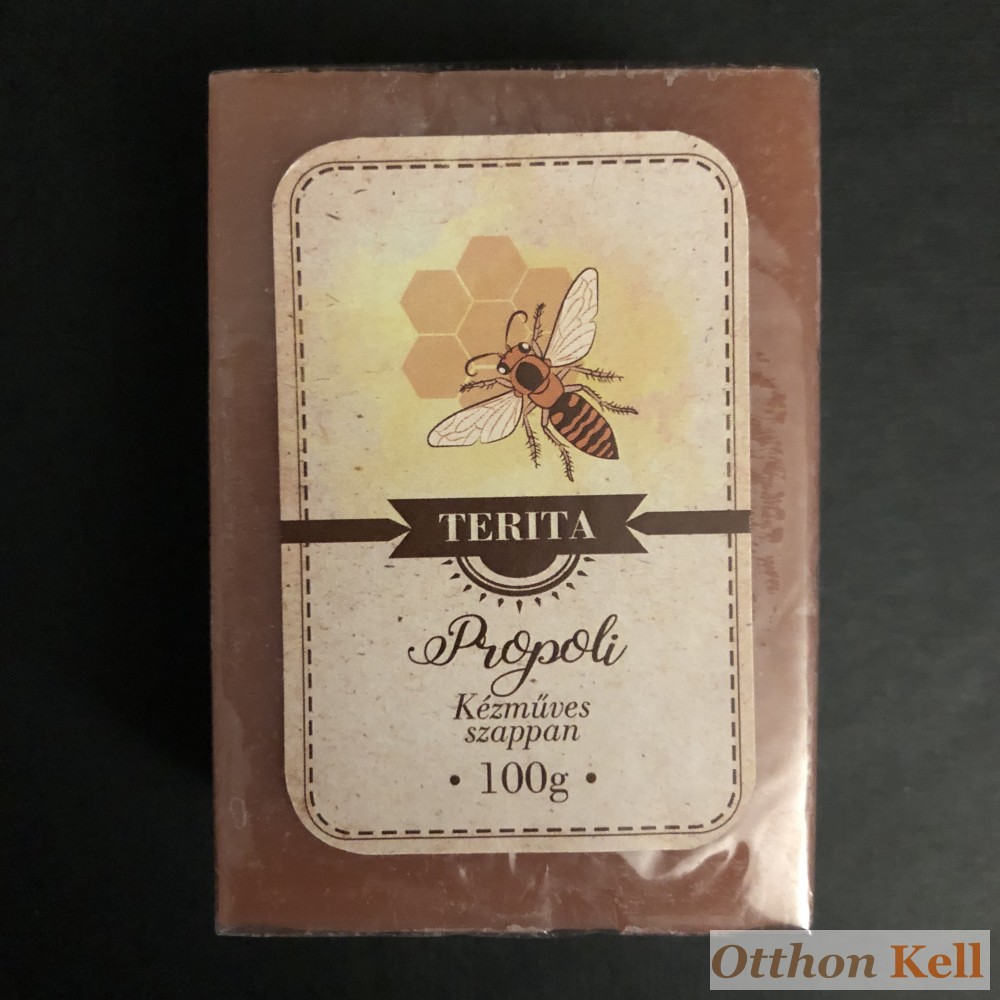 TERITA
Propoli
Kézműves
szappan
• 100g •
Otthon Kell